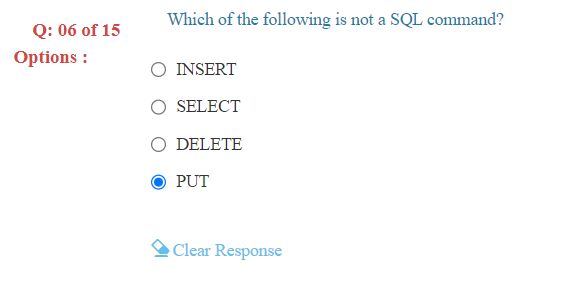 Q: 06 of 15
Options :
Which of the following is not a SQL command?
INSERT
SELECT
DELETE
PUT
Clear Response